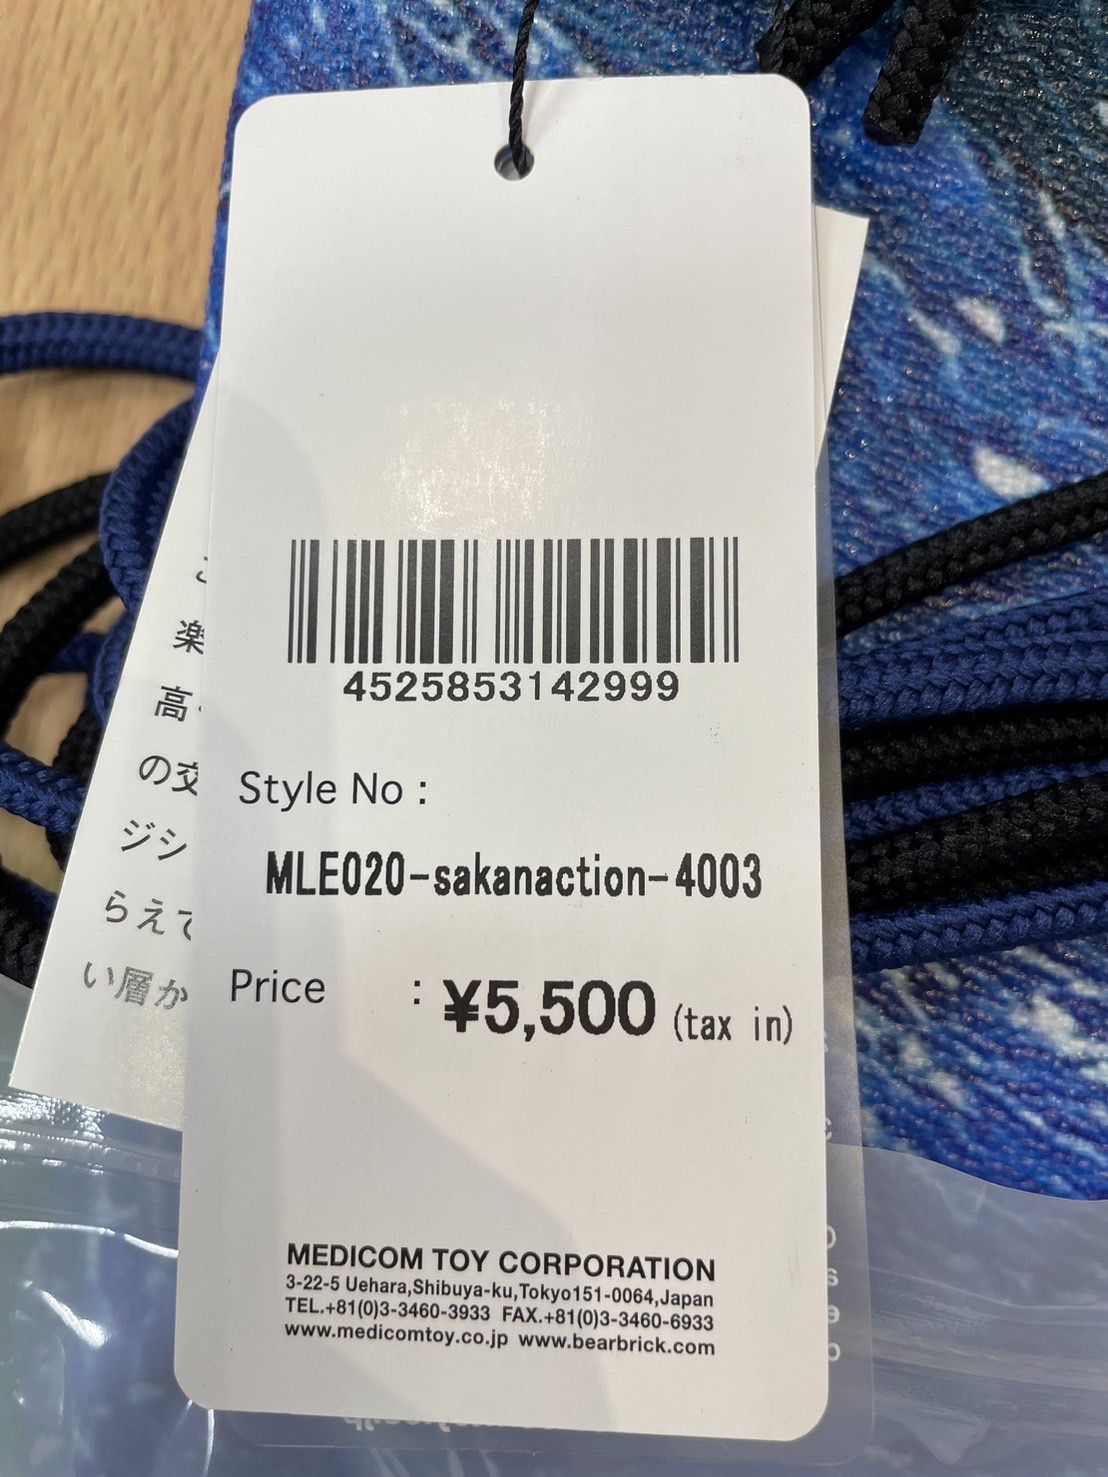 4525853142999
Style No :
MLE020-sakanaction-4003
Price : ¥5,500 (tax in)
MEDICOM TOY CORPORATION
3-22-5 Uehara,Shibuya-ku,Tokyo151-0064,Japan
TEL.+81(0)3-3460-3933 FAX.+81(0)3-3460-6933
www.medicomtoy.co.jp www.bearbrick.com
楽
高
の交
ジシ
らえて
い層か